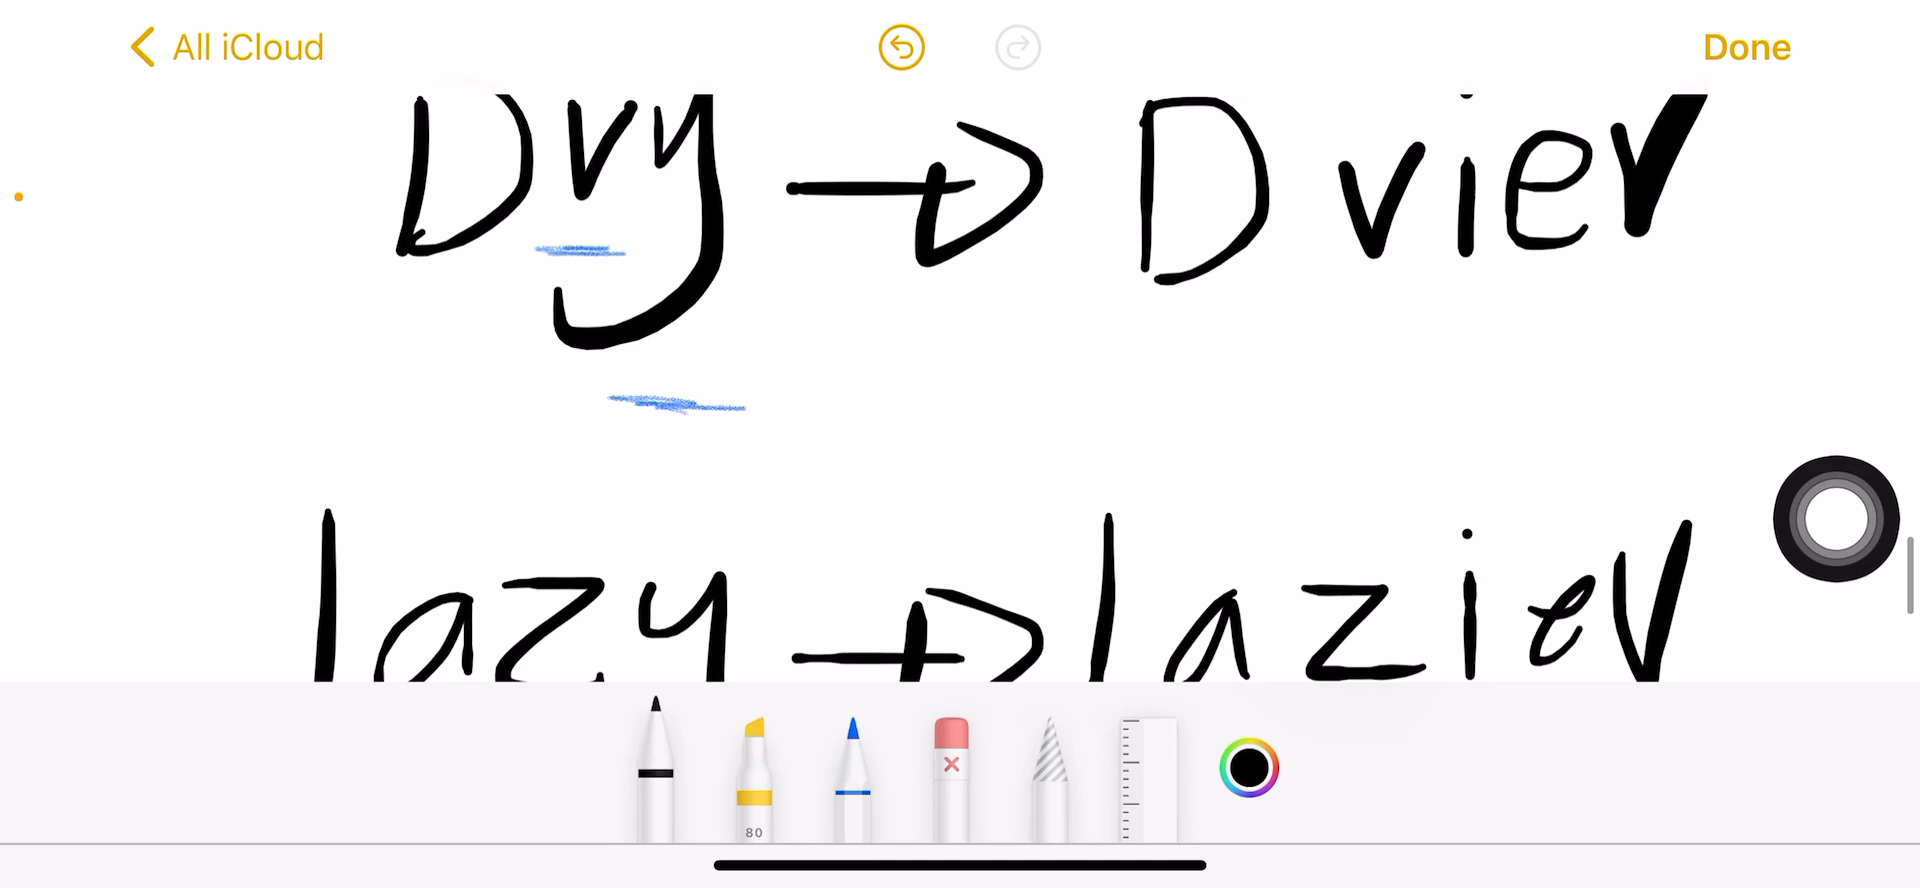 All iCloud Done
Dry → Drier
lazy → lazier
80